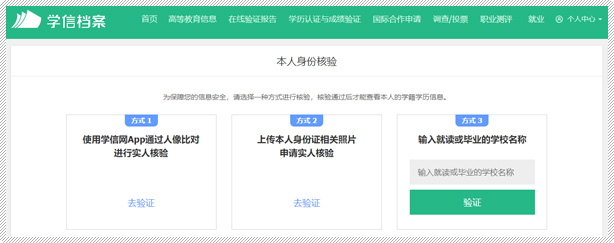 学信档案 首页 高等教育信息 在线验证报告 学历认证与成绩验证 国际合作申请 调查/投票 职业测评 就业 个人中心
本人身份核验
为保障您的信息安全，请选择一种方式进行核验，核验通过后才能查看本人的学籍学历信息。
方式 1
使用学信网App通过人像比对
进行实人核验
去验证
方式 2
上传本人身份证相关照片
申请实人核验
去验证
方式 3
输入就读或毕业的学校名称
输入就读或毕业的学校名称
验证